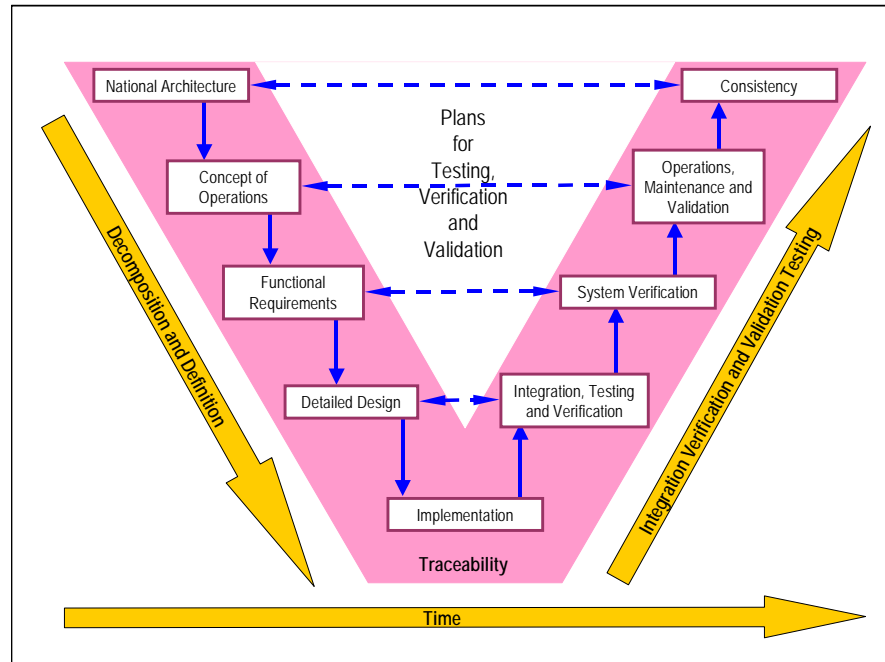 National Architecture
Consistency
Plans
for
Testing,
Verification
and
Validation
Concept of
Operations
Operations,
Maintenance and
Validation
Functional
Requirements
System Verification
Detailed Design
Integration, Testing
and Verification
Implementation
Traceability
Decomposition and Definition
Integration Verification and Validation Testing
Time